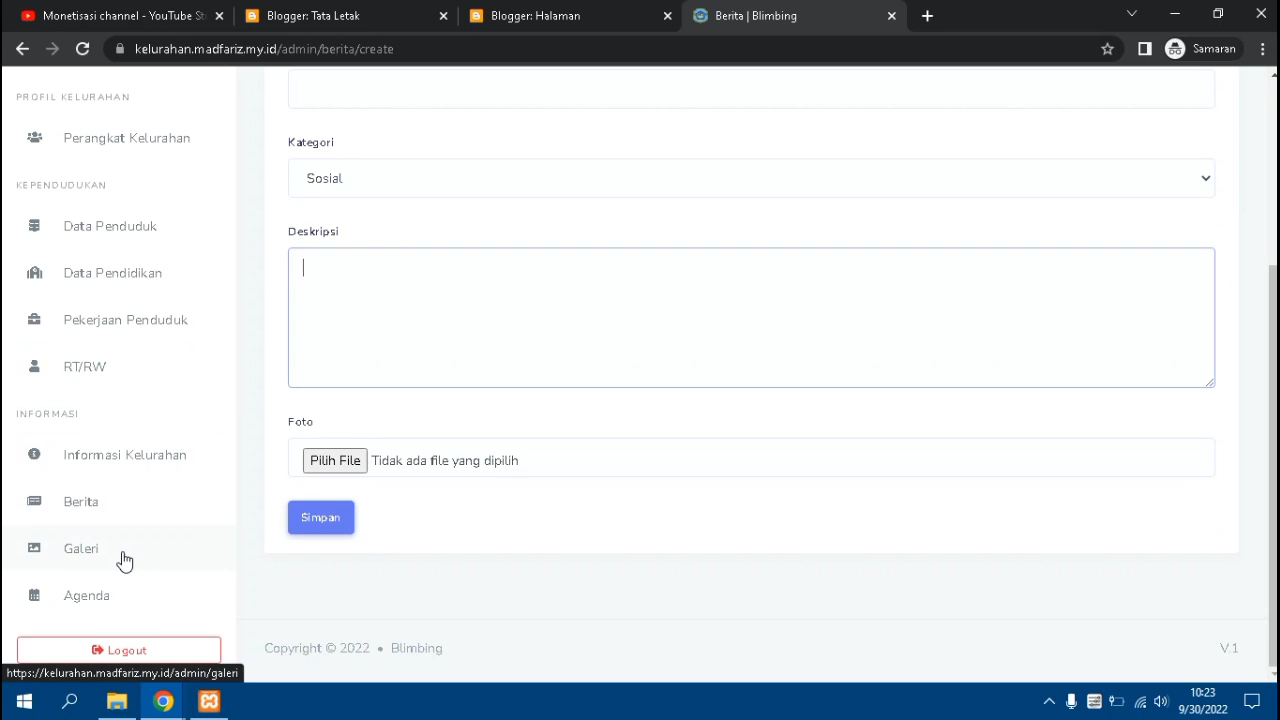 Monetisasi channel - YouTube St
Blogger: Tata Letak
Blogger: Halaman
Berita | Blimbing
kelurahan.madfariz.my.id/admin/berita/create
Samaran
PROFIL KELURAHAN
Perangkat Kelurahan
KEPENDUDUKAN
Data Penduduk
Data Pendidikan
Pekerjaan Penduduk
RT/RW
INFORMASI
Informasi Kelurahan
Berita
Galeri
Agenda
Logout
Kategori
Sosial
Deskripsi
Foto
Pilih File Tidak ada file yang dipilih
Simpan
Copyright © 2022 • Blimbing
V.1
https://kelurahan.madfariz.my.id/admin/galeri
10:23
9/30/2022